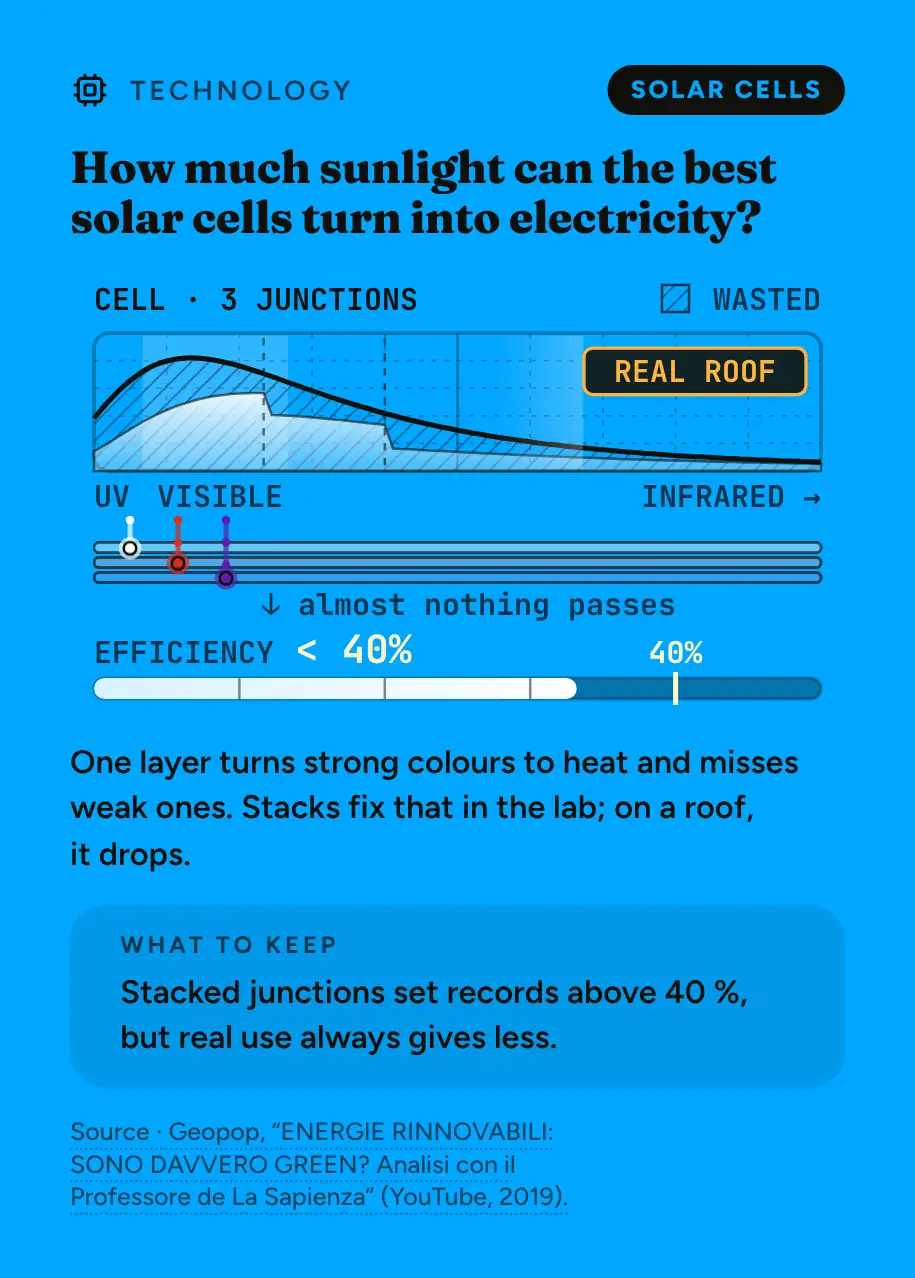 TECHNOLOGY
SOLAR CELLS
How much sunlight can the best
solar cells turn into electricity?
CELL · 3 JUNCTIONS
WASTED
REAL ROOF
UV VISIBLE
INFRARED →
↓ almost nothing passes
EFFICIENCY < 40%
40%
One layer turns strong colours to heat and misses
weak ones. Stacks fix that in the lab; on a roof,
it drops.
WHAT TO KEEP
Stacked junctions set records above 40 %,
but real use always gives less.
Source · Geopop, “ENERGIE RINNOVABILI:
SONO DAVVERO GREEN? Analisi con il
Professore de La Sapienza” (YouTube, 2019).